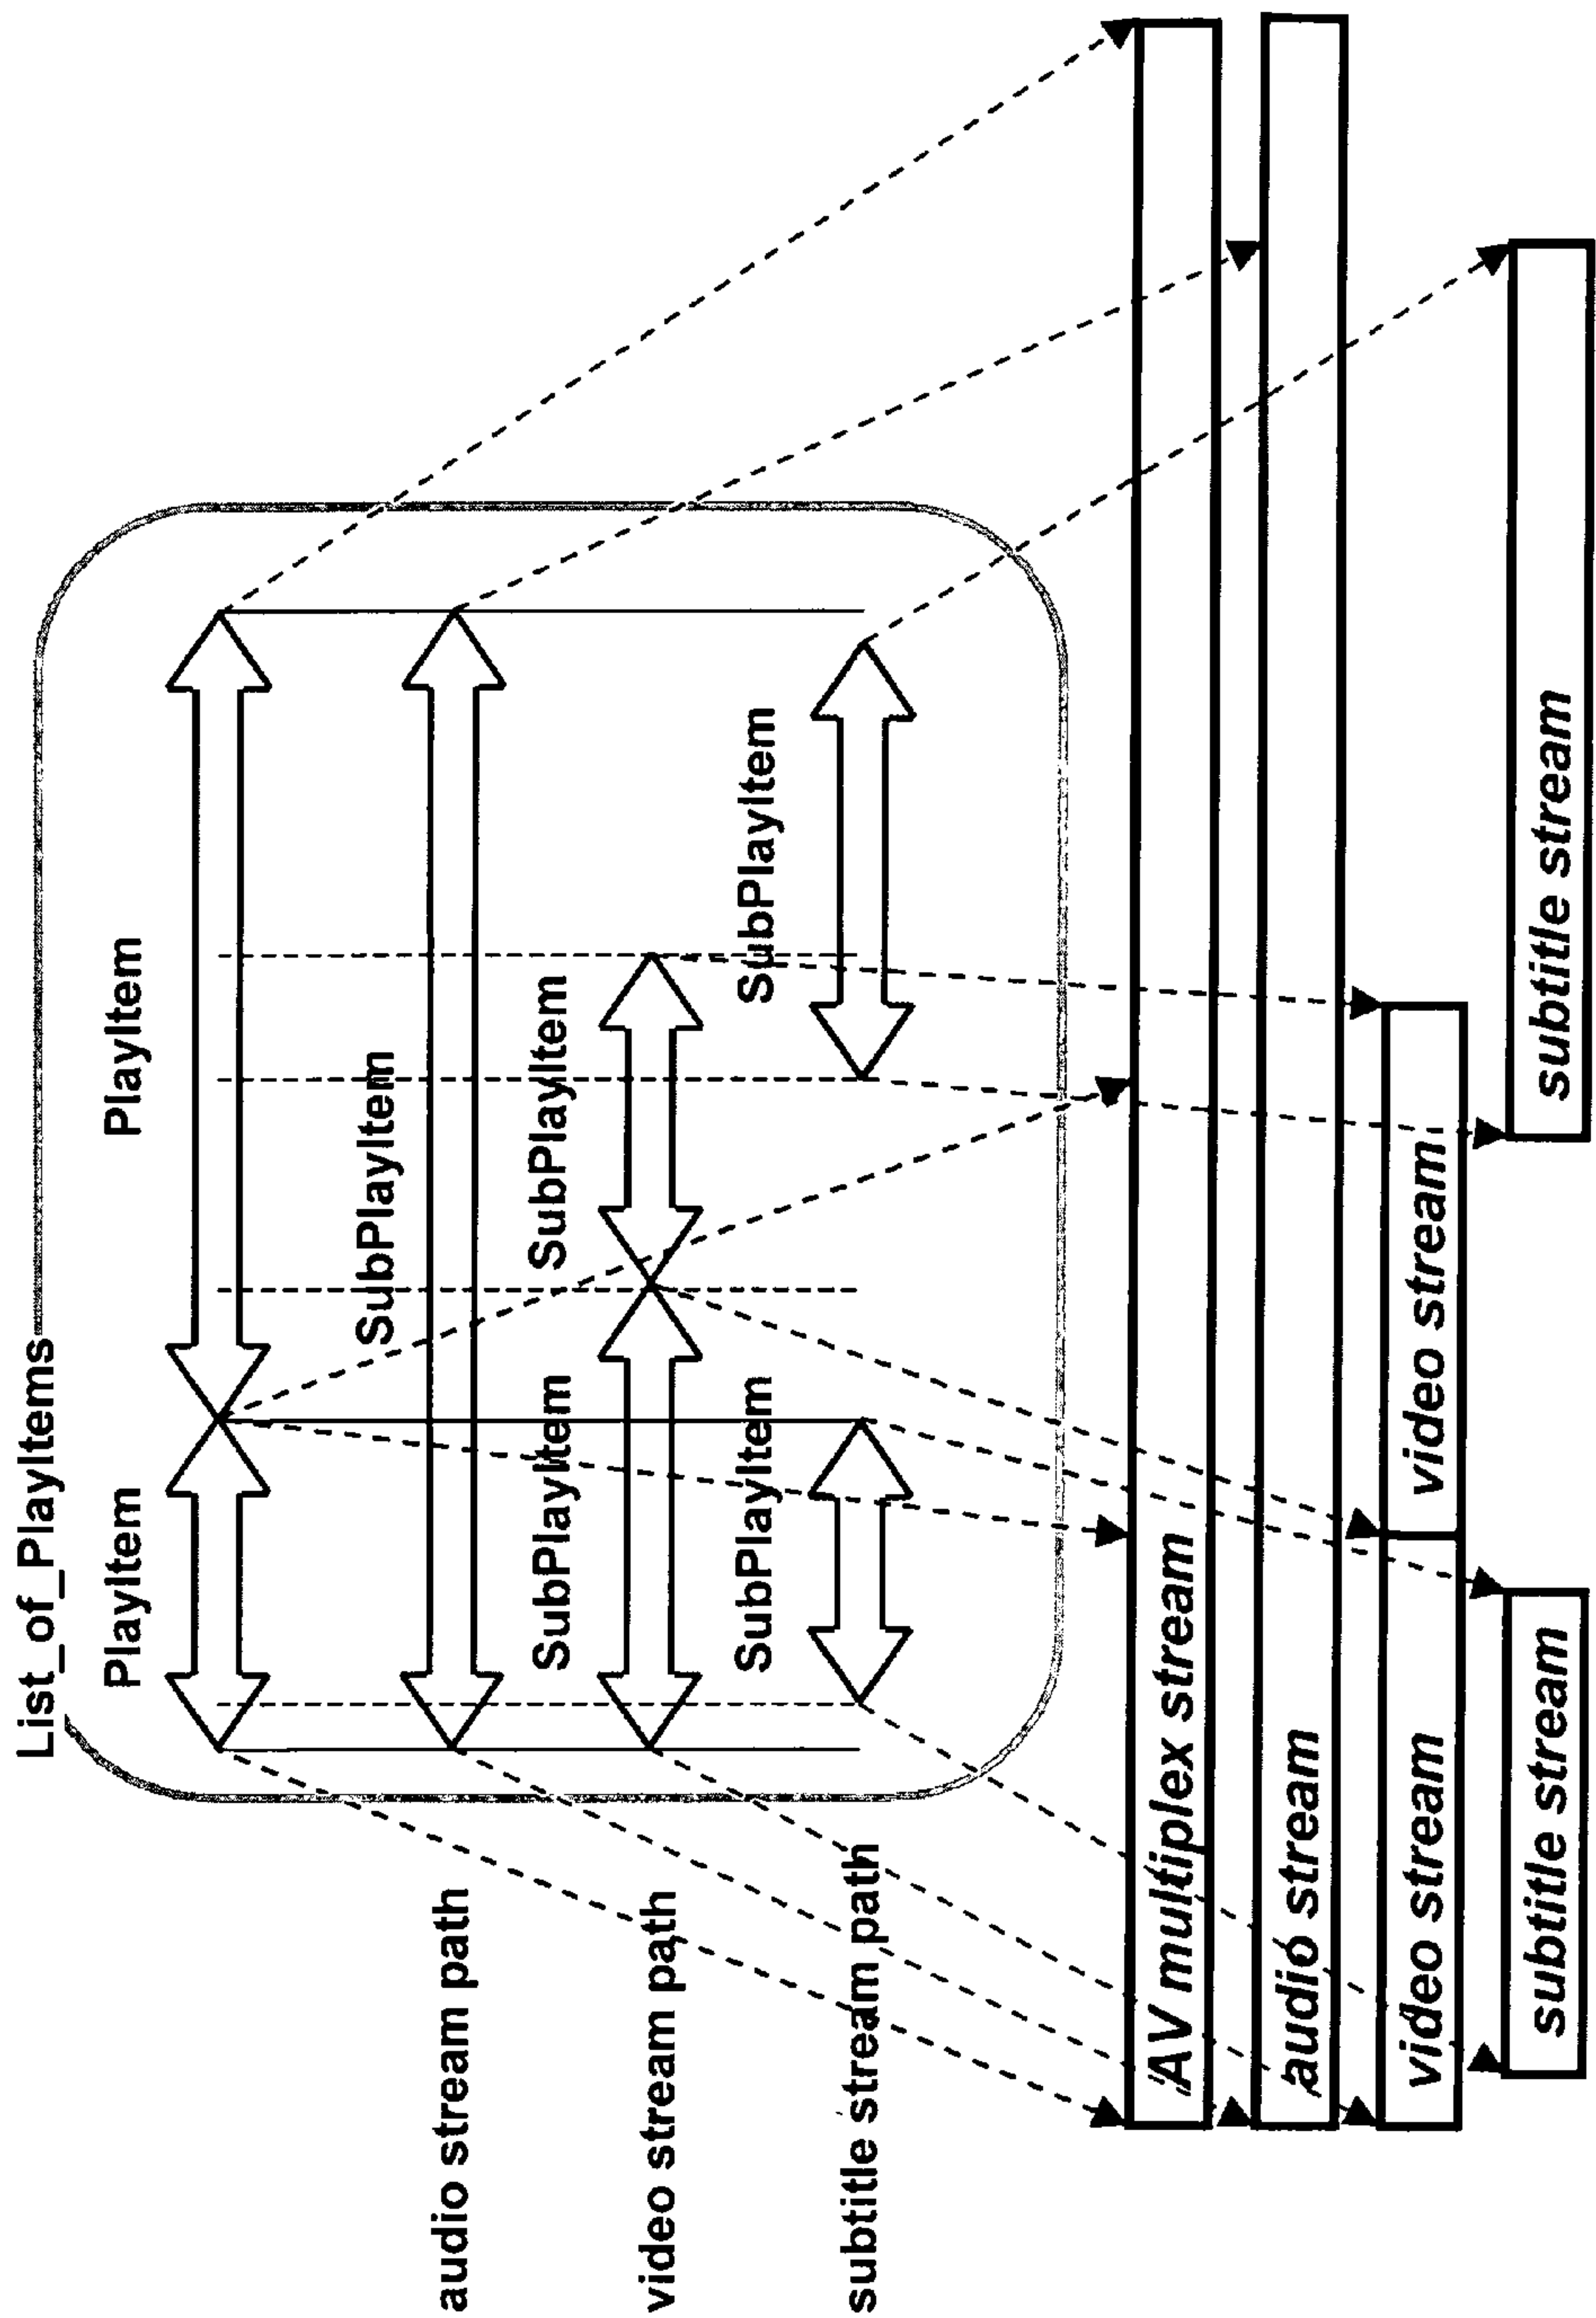 List_of_PlayItems
PlayItem
PlayItem
SubPlayItem
audio stream path
SubPlayItem
SubPlayItem
video stream path
SubPlayItem
SubPlayItem
subtitle stream path
AV multiplex stream
audio stream
video stream
video stream
subtitle stream
subtitle stream